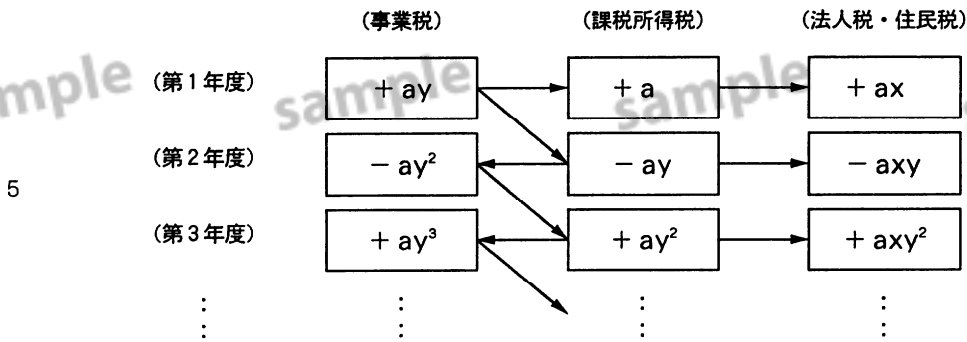 (事業税) (課税所得税) (法人税・住民税)
(第1年度) + ay + a + ax
(第2年度) − ay² − ay − axy
5
(第3年度) + ay³ + ay² + axy²
⋮ ⋮ ⋮ ⋮
sample sample sample